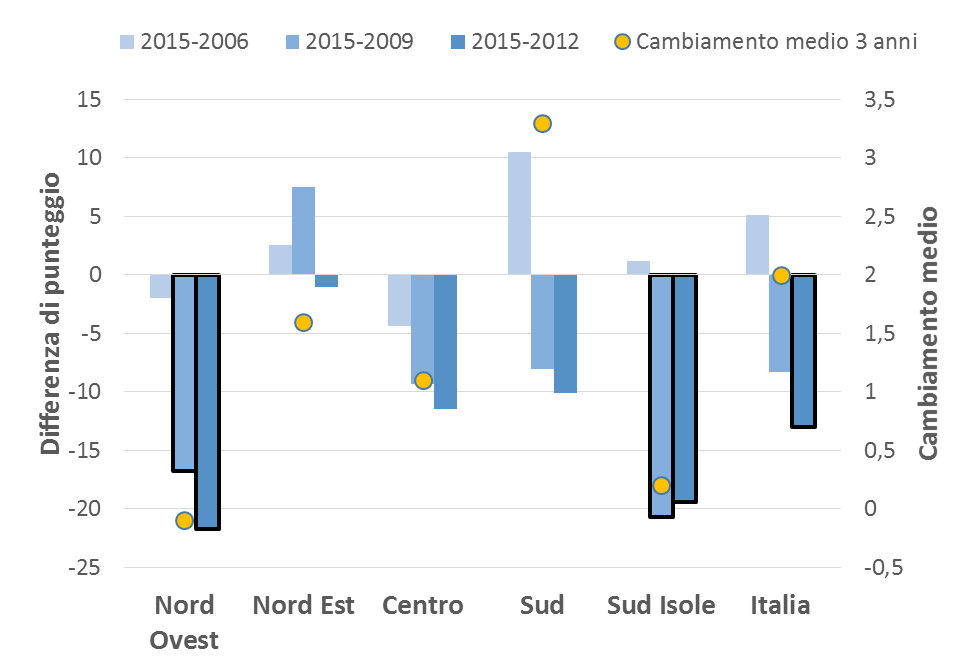 2015-2006 2015-2009 2015-2012 Cambiamento medio 3 anni
Differenza di punteggio
15
10
5
0
-5
-10
-15
-20
-25
3,5
3
2,5
2
1,5
1
0,5
0
-0,5
Cambiamento medio
Nord Ovest
Nord Est
Centro
Sud
Sud Isole
Italia